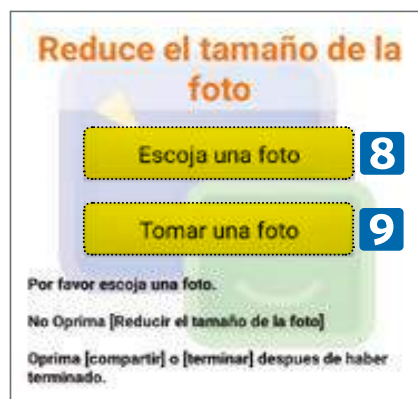 Reduce el tamaño de la
foto
Escoja una foto
8
Tomar una foto
9
Por favor escoja una foto.
No Oprima [Reducir el tamaño de la foto]
Oprima [compartir] o [terminar] despues de haber
terminado.